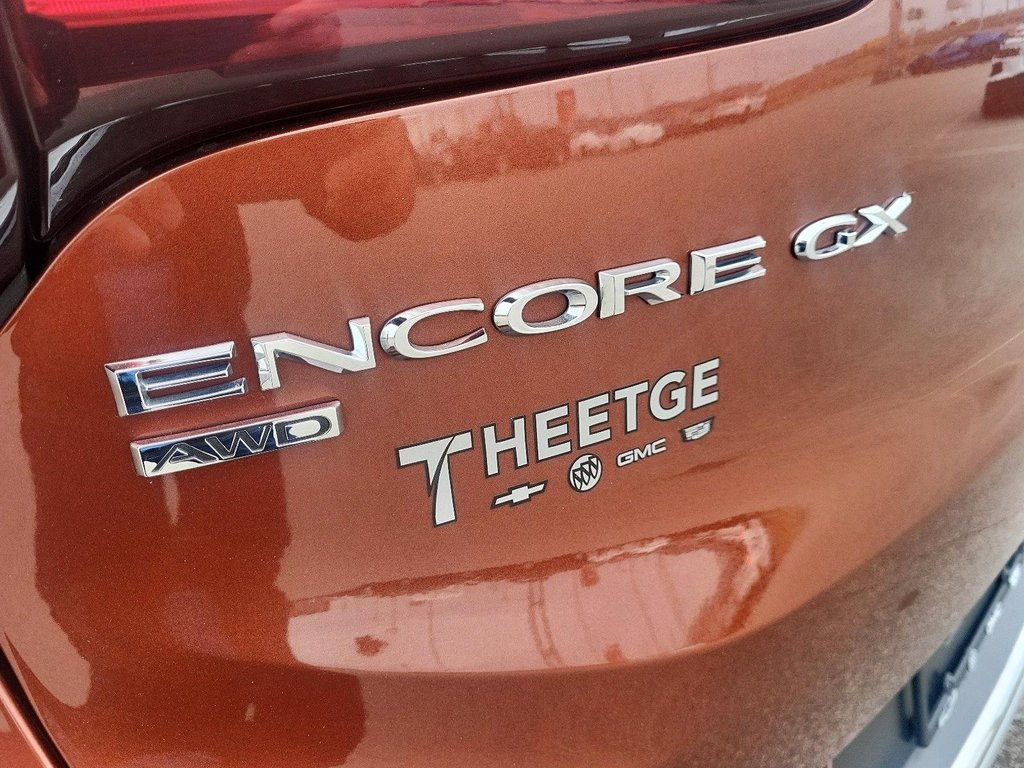 ENCORE GX
AWD
THEETGE
GMC